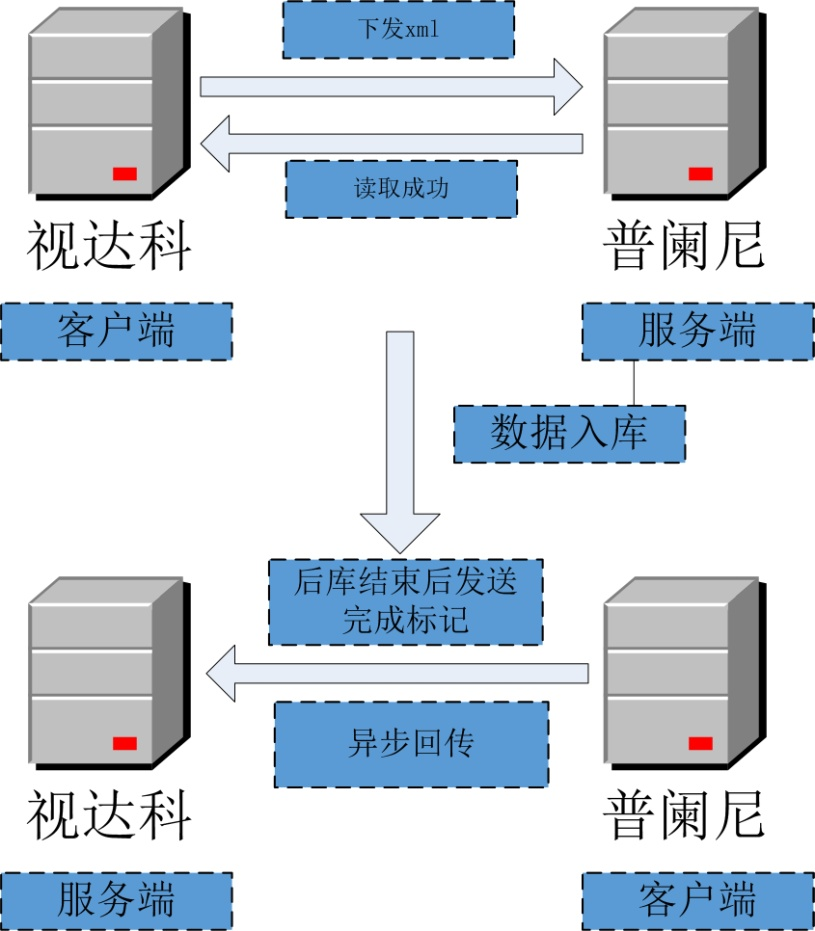 下发xml
读取成功
视达科
普阑尼
客户端
服务端
数据入库
后库结束后发送
完成标记
异步回传
视达科
普阑尼
服务端
客户端